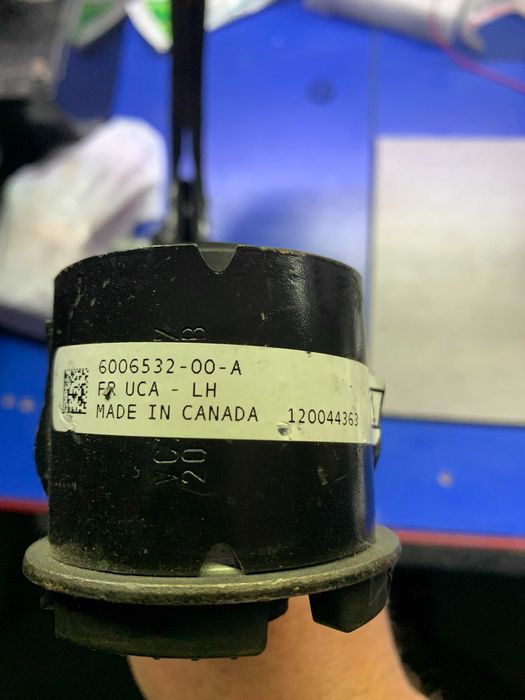 6006532-00-A
FR UCA - LH
MADE IN CANADA 120044363